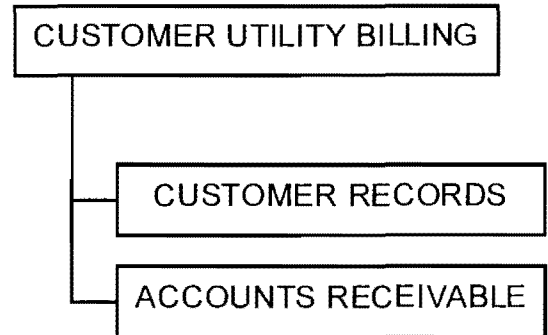 CUSTOMER UTILITY BILLING
CUSTOMER RECORDS
ACCOUNTS RECEIVABLE